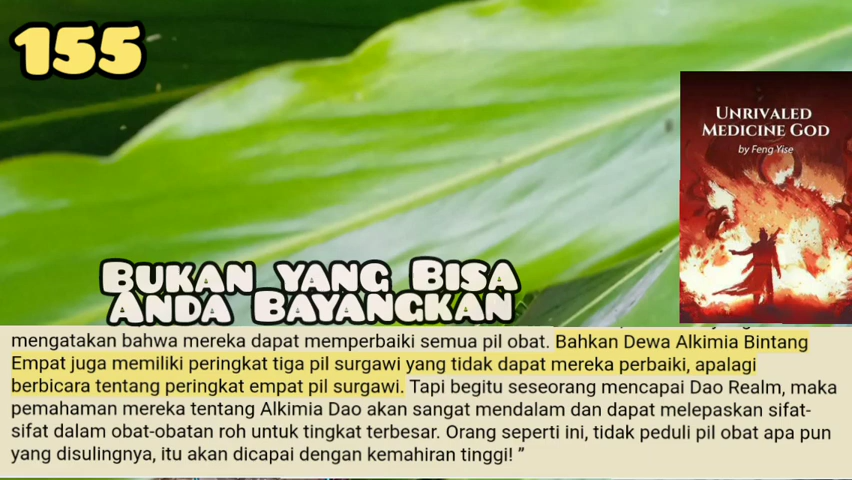 155
UNRIVALED
MEDICINE GOD
by Feng Yise
BUKAN YANG BISA
ANDA BAYANGKAN
mengatakan bahwa mereka dapat memperbaiki semua pil obat. Bahkan Dewa Alkimia Bintang
Empat juga memiliki peringkat tiga pil surgawi yang tidak dapat mereka perbaiki, apalagi
berbicara tentang peringkat empat pil surgawi. Tapi begitu seseorang mencapai Dao Realm, maka
pemahaman mereka tentang Alkimia Dao akan sangat mendalam dan dapat melepaskan sifat-
sifat dalam obat-obatan roh untuk tingkat terbesar. Orang seperti ini, tidak peduli pil obat apa pun
yang disulingnya, itu akan dicapai dengan kemahiran tinggi! ”